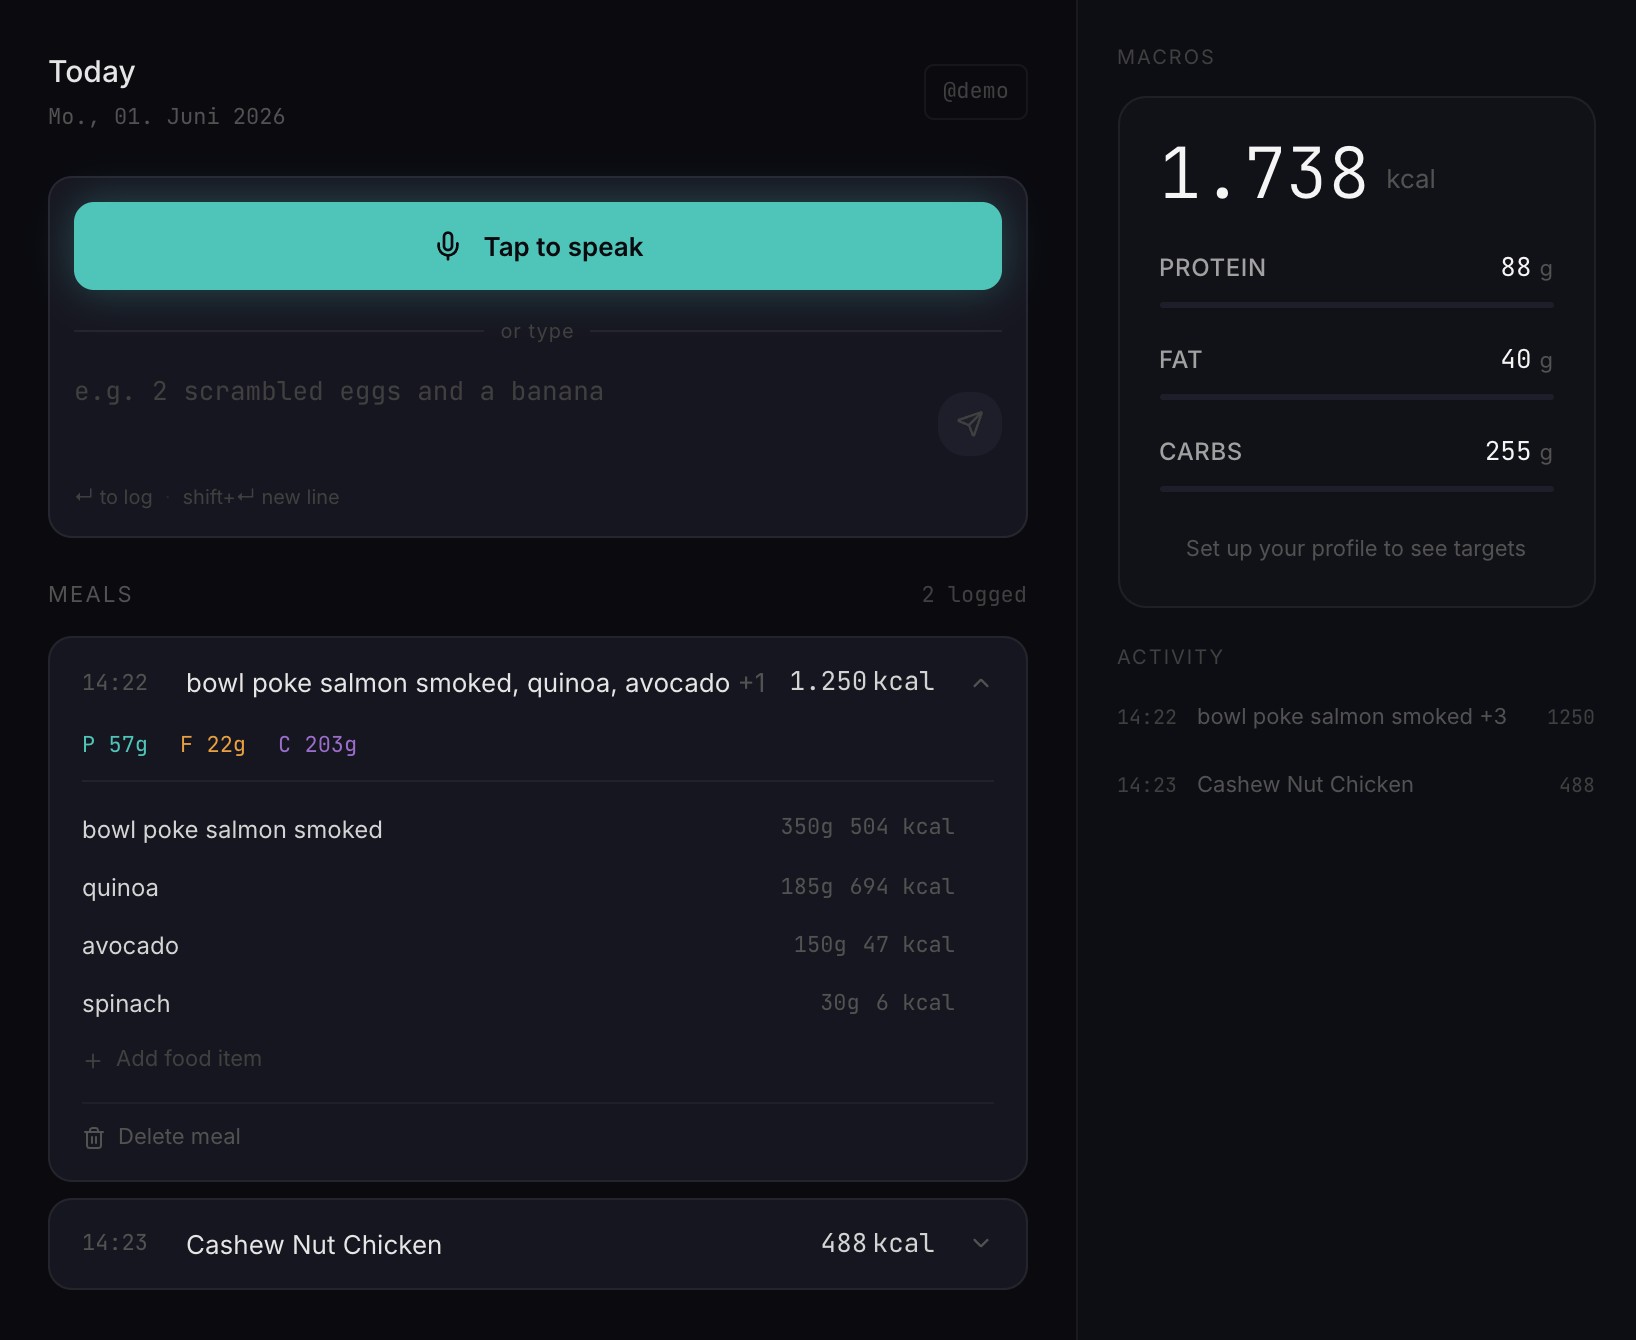 Today
Mo., 01. Juni 2026
@demo
Tap to speak
or type
e.g. 2 scrambled eggs and a banana
↵ to log · shift+↵ new line
MEALS
2 logged
14:22 bowl poke salmon smoked, quinoa, avocado +1 1.250 kcal
P 57g F 22g C 203g
bowl poke salmon smoked 350g 504 kcal
quinoa 185g 694 kcal
avocado 150g 47 kcal
spinach 30g 6 kcal
+ Add food item
Delete meal
14:23 Cashew Nut Chicken 488 kcal
MACROS
1.738 kcal
PROTEIN 88 g
FAT 40 g
CARBS 255 g
Set up your profile to see targets
ACTIVITY
14:22 bowl poke salmon smoked +3 1250
14:23 Cashew Nut Chicken 488